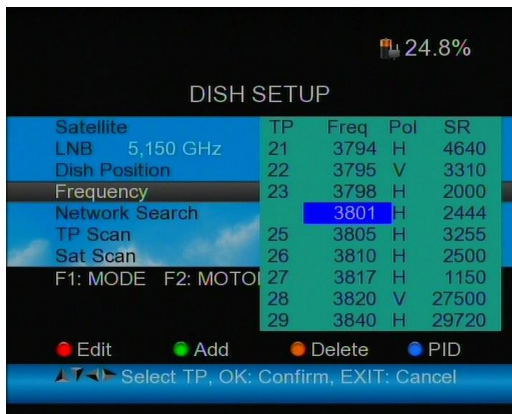 24.8%
DISH SETUP
Satellite TP Freq Pol SR
LNB 5,150 GHz 21 3794 H 4640
Dish Position 22 3795 V 3310
Frequency 23 3798 H 2000
Network Search 3801 H 2444
TP Scan 25 3805 H 3255
Sat Scan 26 3810 H 2500
F1: MODE F2: MOTO 27 3817 H 1150
28 3820 V 27500
29 3840 H 29720
Edit Add Delete PID
Select TP, OK: Confirm, EXIT: Cancel